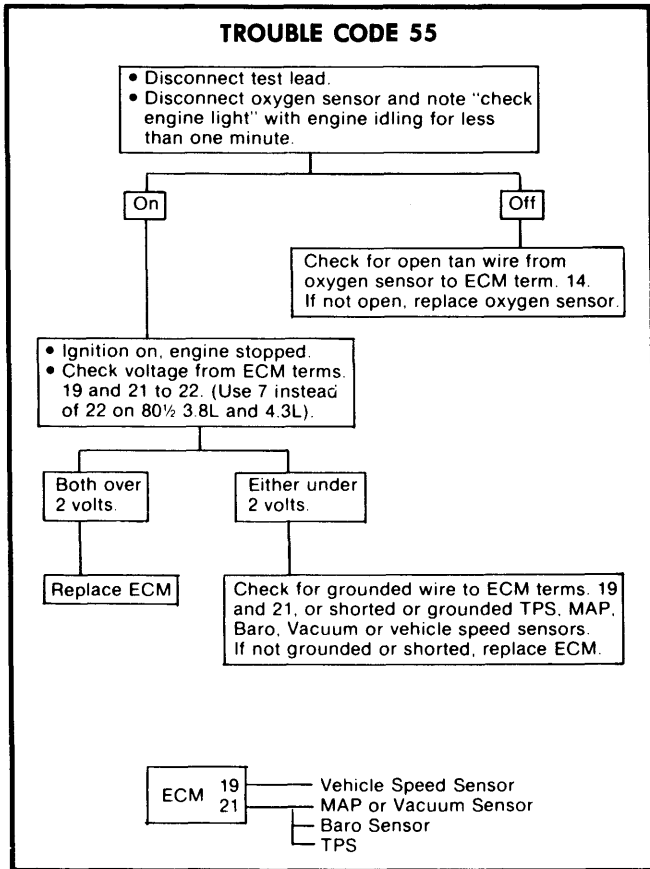 TROUBLE CODE 55
• Disconnect test lead.
• Disconnect oxygen sensor and note "check
engine light" with engine idling for less
than one minute.
On
Off
Check for open tan wire from
oxygen sensor to ECM term. 14.
If not open, replace oxygen sensor.
• Ignition on, engine stopped.
• Check voltage from ECM terms.
19 and 21 to 22. (Use 7 instead
of 22 on 80½ 3.8L and 4.3L).
Both over
2 volts.
Either under
2 volts.
Replace ECM
Check for grounded wire to ECM terms. 19
and 21, or shorted or grounded TPS, MAP,
Baro, Vacuum or vehicle speed sensors.
If not grounded or shorted, replace ECM.
ECM
19
Vehicle Speed Sensor
21
MAP or Vacuum Sensor
Baro Sensor
TPS